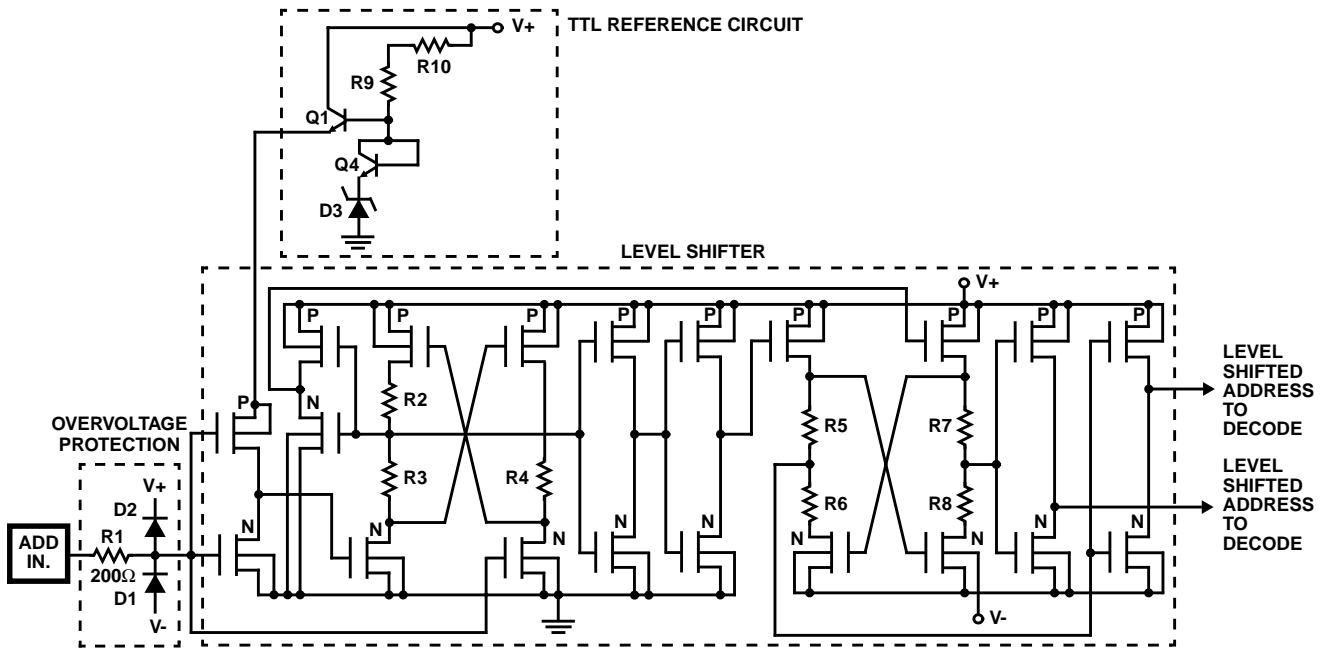 V+
TTL REFERENCE CIRCUIT
R10
R9
Q1
Q4
D3
LEVEL SHIFTER
V+
P
P
P
P
P
P
P
P
P
LEVEL
SHIFTED
ADDRESS
TO
DECODE
OVERVOLTAGE
PROTECTION
P
N
R2
R5
R7
R3
R4
R6
R8
LEVEL
SHIFTED
ADDRESS
TO
DECODE
V+
D2
ADD
IN.
R1
200Ω
D1
V-
N
N
N
N
N
N
N
N
N
V-